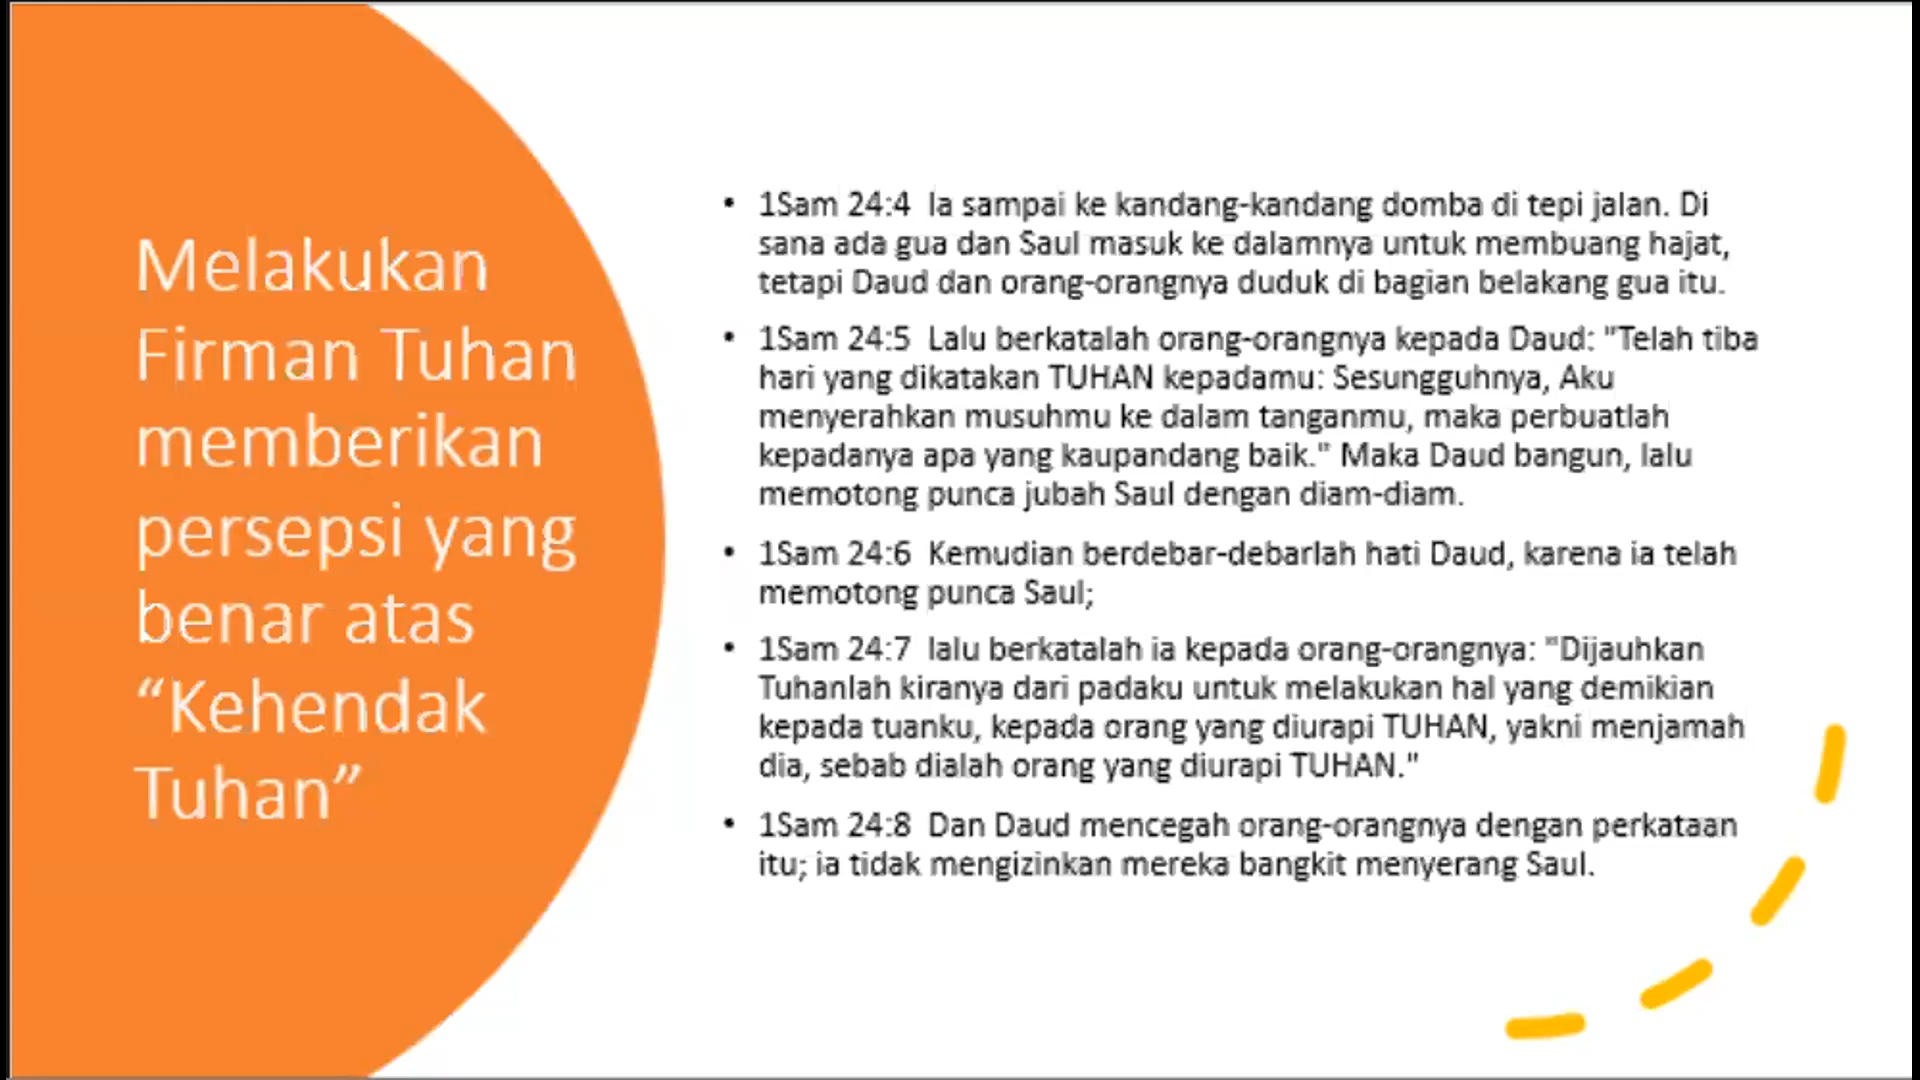 Melakukan
Firman Tuhan
memberikan
persepsi yang
benar atas
“Kehendak
Tuhan”
• 1Sam 24:4 Ia sampai ke kandang-kandang domba di tepi jalan. Di
sana ada gua dan Saul masuk ke dalamnya untuk membuang hajat,
tetapi Daud dan orang-orangnya duduk di bagian belakang gua itu.
• 1Sam 24:5 Lalu berkatalah orang-orangnya kepada Daud: "Telah tiba
hari yang dikatakan TUHAN kepadamu: Sesungguhnya, Aku
menyerahkan musuhmu ke dalam tanganmu, maka perbuatlah
kepadanya apa yang kaupandang baik." Maka Daud bangun, lalu
memotong punca jubah Saul dengan diam-diam.
• 1Sam 24:6 Kemudian berdebar-debarlah hati Daud, karena ia telah
memotong punca Saul;
• 1Sam 24:7 lalu berkatalah ia kepada orang-orangnya: "Dijauhkan
Tuhanlah kiranya dari padaku untuk melakukan hal yang demikian
kepada tuanku, kepada orang yang diurapi TUHAN, yakni menjamah
dia, sebab dialah orang yang diurapi TUHAN."
• 1Sam 24:8 Dan Daud mencegah orang-orangnya dengan perkataan
itu; ia tidak mengizinkan mereka bangkit menyerang Saul.